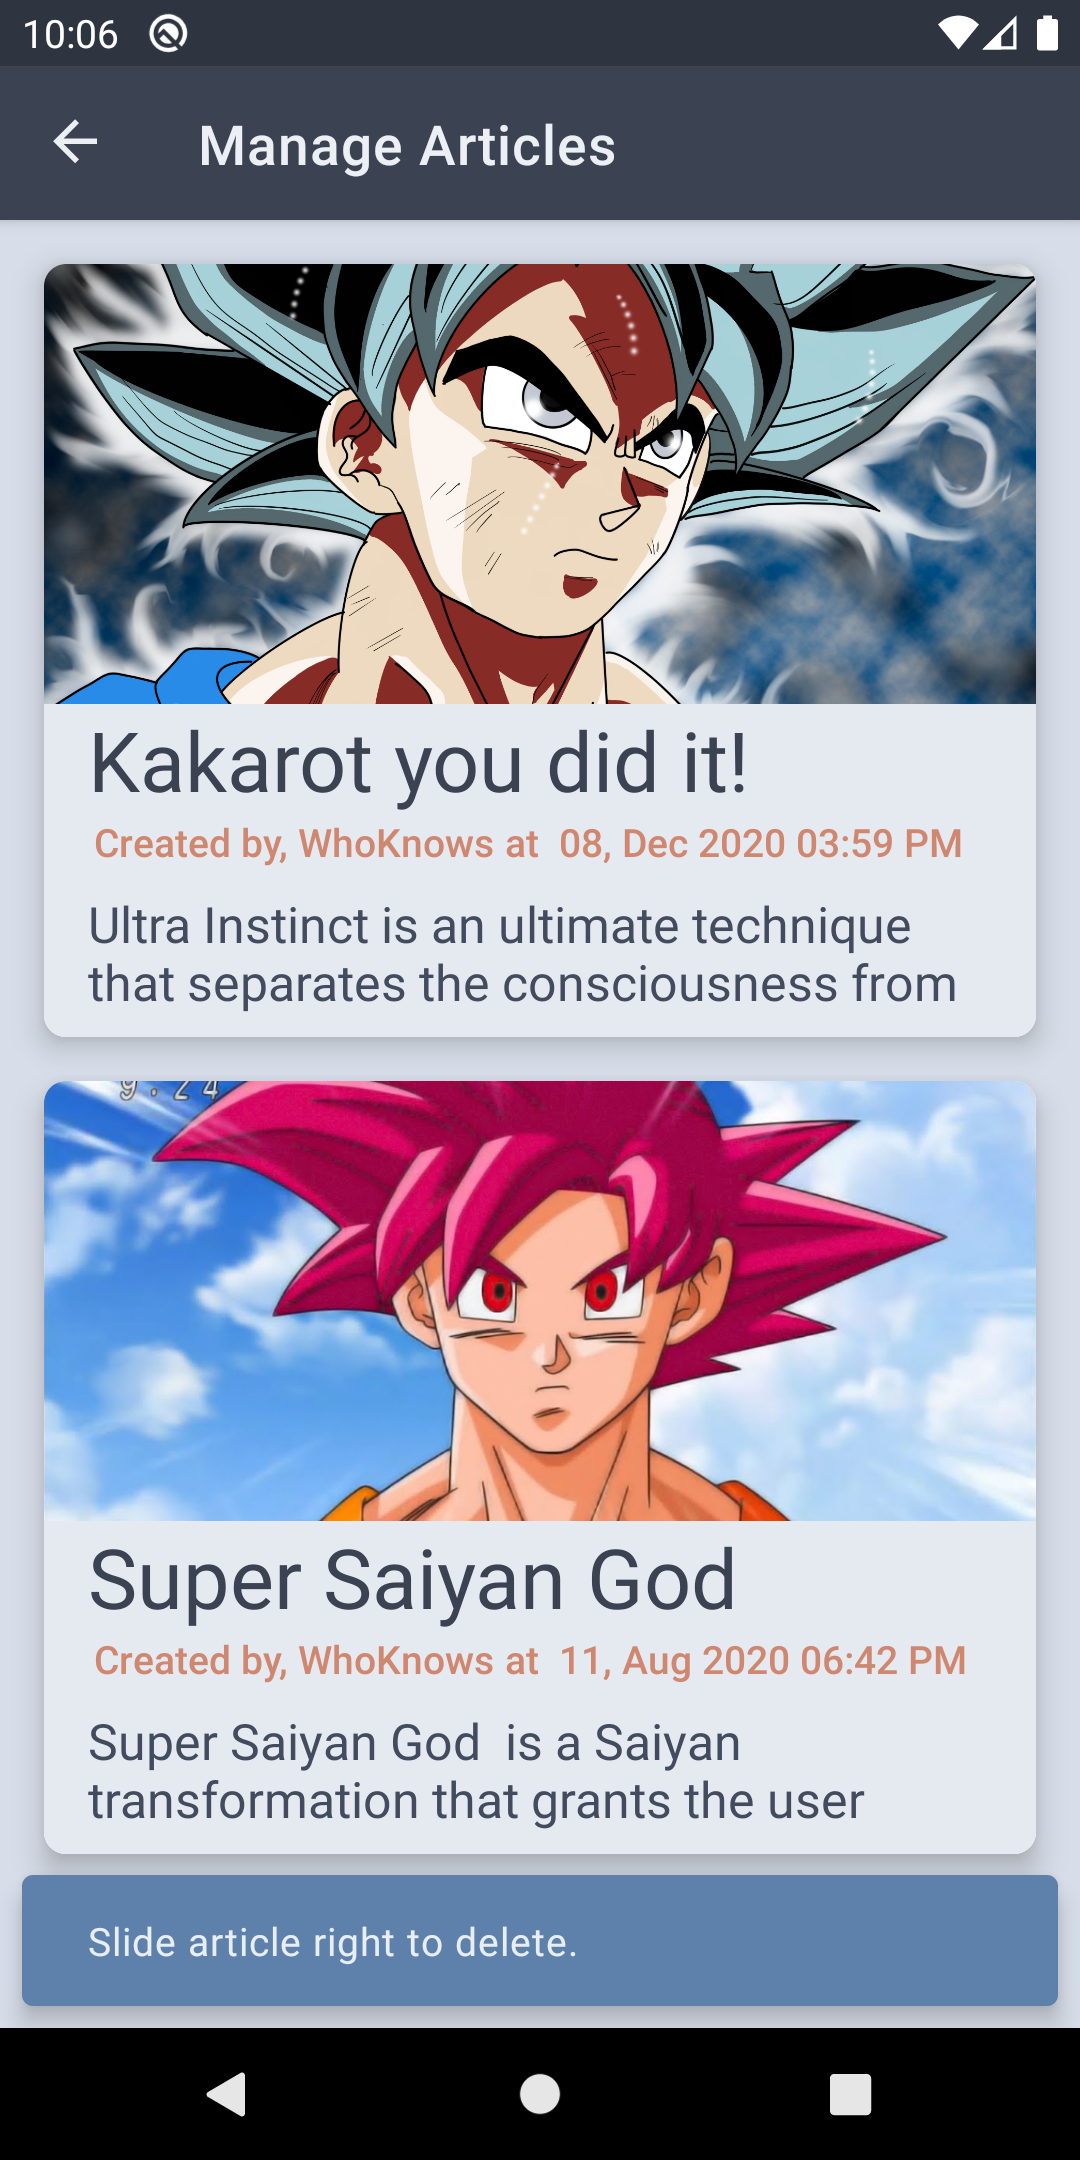 10:06
Manage Articles
Kakarot you did it!
Created by, WhoKnows at  08, Dec 2020 03:59 PM
Ultra Instinct is an ultimate technique
that separates the consciousness from
9:24
Super Saiyan God
Created by, WhoKnows at  11, Aug 2020 06:42 PM
Super Saiyan God  is a Saiyan
transformation that grants the user
Slide article right to delete.